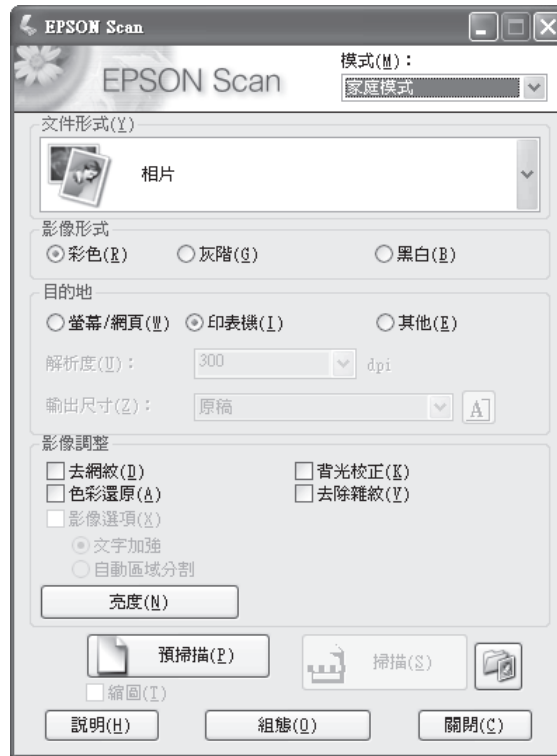 EPSON Scan
EPSON Scan
模式(M)：
家庭模式
文件形式(Y)
相片
影像形式
彩色(R) 灰階(G) 黑白(B)
目的地
螢幕/網頁(W) 印表機(I) 其他(E)
解析度(U)： 300 dpi
輸出尺寸(Z)： 原稿 A
影像調整
去網紋(D) 背光校正(K)
色彩還原(A) 去除雜紋(V)
影像選項(X)
文字加強
自動區域分割
亮度(N)
預掃描(P) 掃描(S)
縮圖(T)
說明(H) 組態(O) 關閉(C)